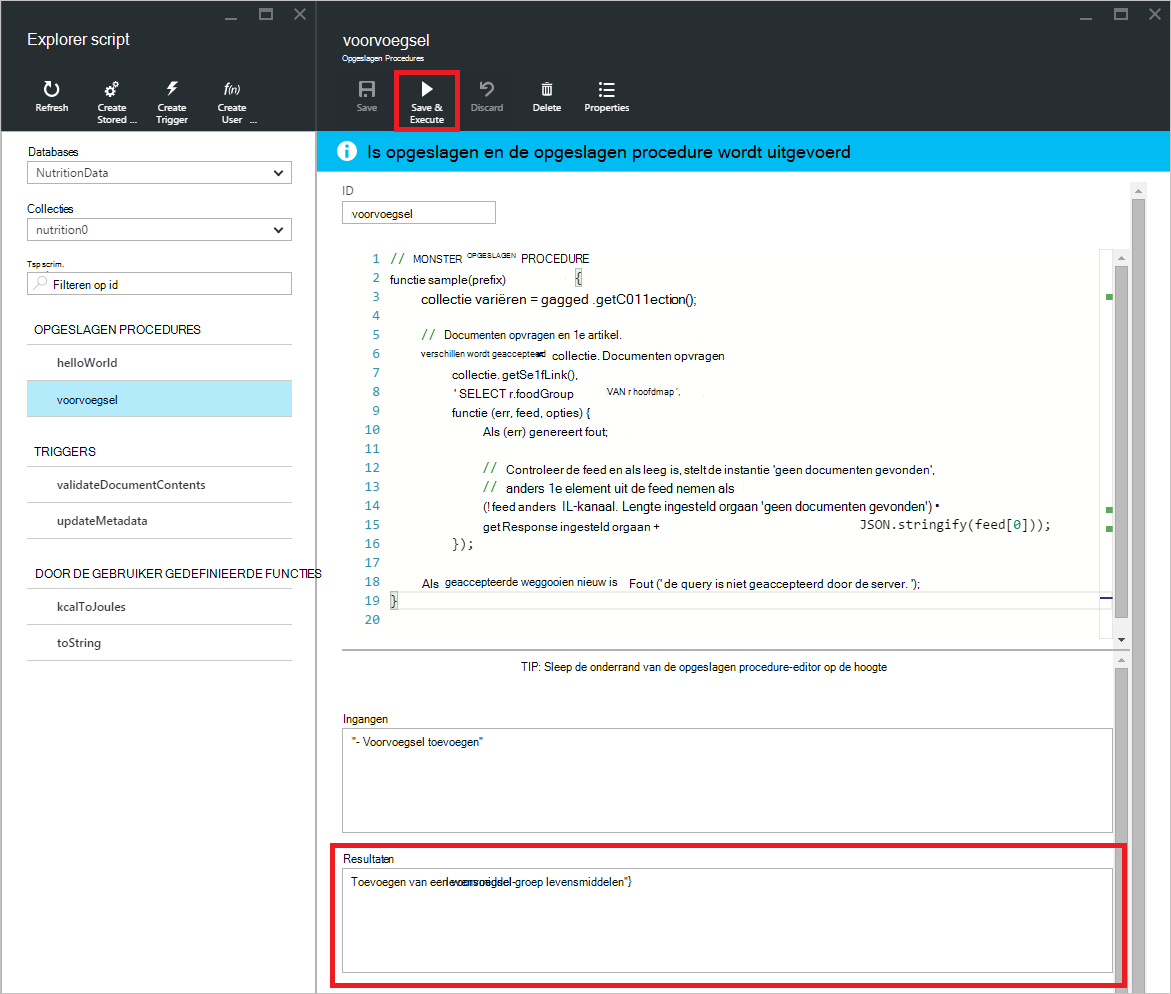 Explorer script
Refresh
Create Stored ...
Create Trigger
f(n)
Create User ...
Databases
NutritionData
Collecties
nutrition0
Tsp scrim.
Filteren op id
OPGESLAGEN PROCEDURES
helloWorld
voorvoegsel
TRIGGERS
validateDocumentContents
updateMetadata
DOOR DE GEBRUIKER GEDEFINIEERDE FUNCTIES
kcalToJoules
toString
voorvoegsel
Opgeslagen Procedures
Save
Save & Execute
Discard
Delete
Properties
Is opgeslagen en de opgeslagen procedure wordt uitgevoerd
ID
voorvoegsel
1 // MONSTER OPGESLAGEN PROCEDURE
2 functie sample(prefix) {
3 collectie variëren = gagged .getC011ection();
4
5 // Documenten opvragen en 1e artikel.
6 verschillen wordt geaccepteerd collectie. Documenten opvragen
7 collectie. getSe1fLink(),
8 ' SELECT r.foodGroup VAN r hoofdmap ',
9 functie (err, feed, opties) {
10 Als (err) genereert fout;
11
12 // Controleer de feed en als leeg is, stelt de instantie 'geen documenten gevonden',
13 // anders 1e element uit de feed nemen als
14 (! feed anders IL-kanaal. Lengte ingesteld orgaan 'geen documenten gevonden') •
15 get Response ingesteld orgaan + JSON.stringify(feed[0]));
16 });
17
18 Als geaccepteerde weggooien nieuw is Fout (' de query is niet geaccepteerd door de server. ');
19 }
20
TIP: Sleep de onderrand van de opgeslagen procedure-editor op de hoogte
Ingangen
"- Voorvoegsel toevoegen"
Resultaten
Toevoegen van een -groep levensmiddelen"}